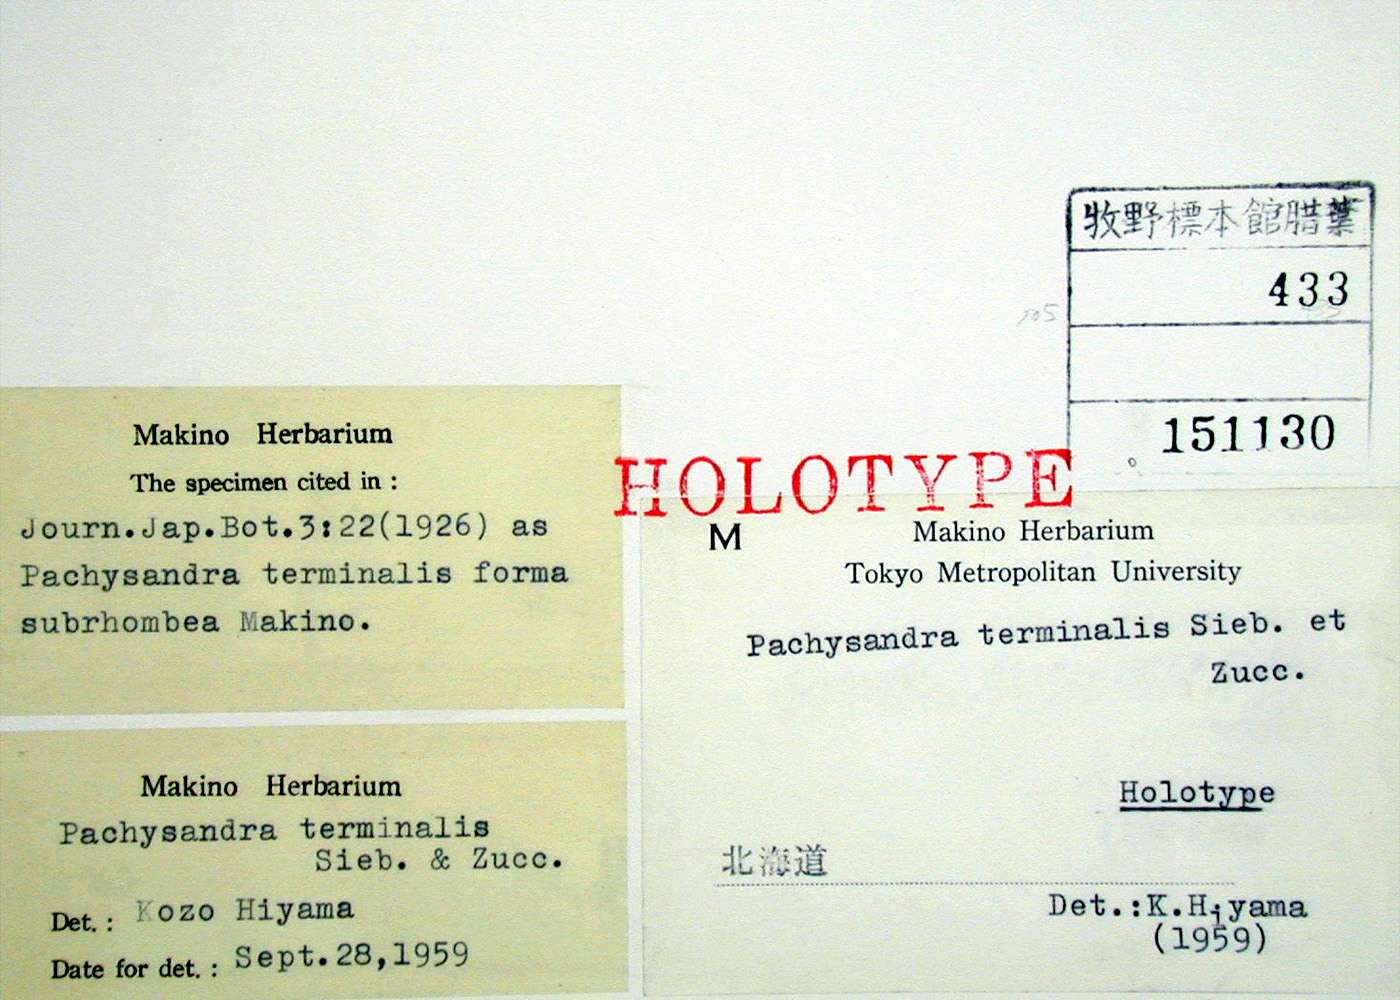 牧野標本館腊葉
433
151130
HOLOTYPE
Makino Herbarium
The specimen cited in :
Journ.Jap.Bot.3:22(1926) as
Pachysandra terminalis forma
subrhombea Makino.
Makino Herbarium
Pachysandra terminalis
Sieb. & Zucc.
Det. : Kozo Hiyama
Date for det. : Sept.28,1959
M
Makino Herbarium
Tokyo Metropolitan University
Pachysandra terminalis Sieb. et
Zucc.
Holotype
北海道
Det.:K.Hiyama
(1959)